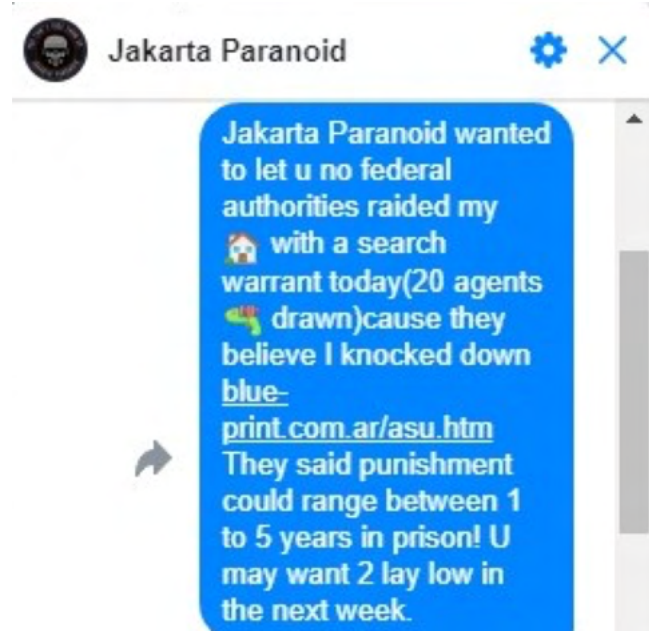 Jakarta Paranoid
Jakarta Paranoid wanted
to let u no federal
authorities raided my
🏠 with a search
warrant today(20 agents
🔫 drawn)cause they
believe I knocked down
blue-
print.com.ar/asu.htm
They said punishment
could range between 1
to 5 years in prison! U
may want 2 lay low in
the next week.